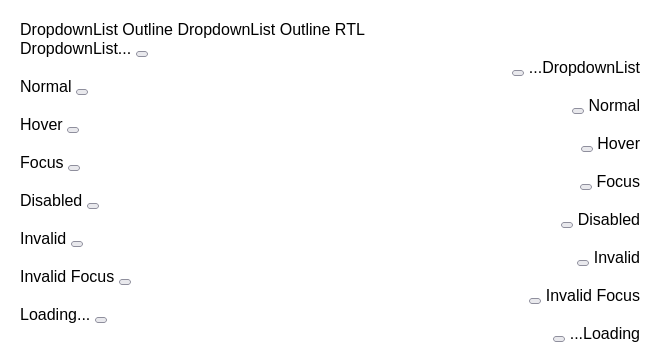 DropdownList Outline DropdownList Outline RTL
DropdownList...
...DropdownList
Normal
Normal
Hover
Hover
Focus
Focus
Disabled
Disabled
Invalid
Invalid
Invalid Focus
Invalid Focus
Loading...
...Loading